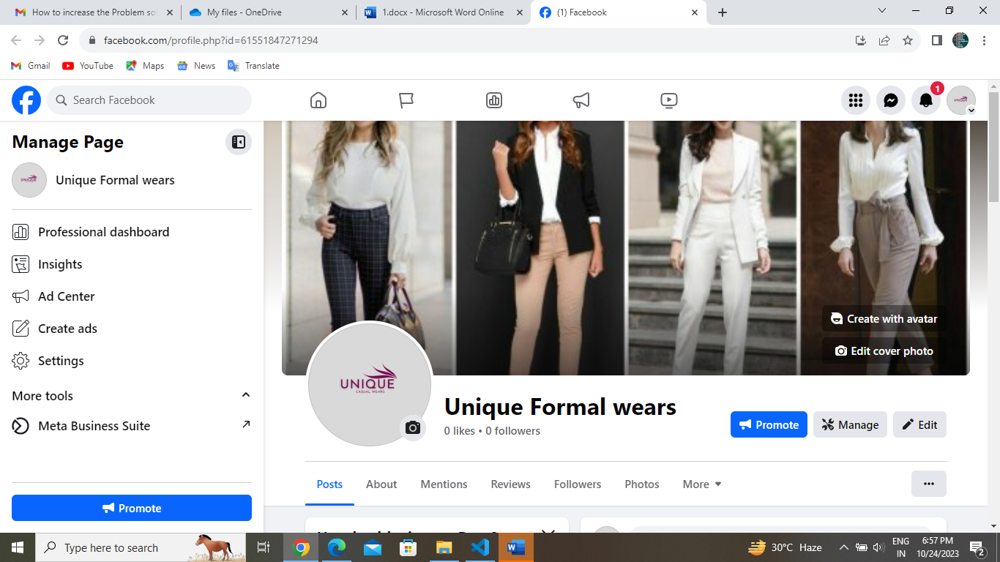 How to increase the Problem so
My files - OneDrive
1.docx - Microsoft Word Online
(1) Facebook
facebook.com/profile.php?id=61551847271294
Gmail
YouTube
Maps
News
Translate
Search Facebook
1
Manage Page
Unique Formal wears
Professional dashboard
Insights
Ad Center
Create ads
Settings
More tools
Meta Business Suite
Promote
Create with avatar
Edit cover photo
UNIQUE
CASUAL WEARS
Unique Formal wears
0 likes • 0 followers
Promote
Manage
Edit
Posts
About
Mentions
Reviews
Followers
Photos
More
Type here to search
30°C Haze
ENG
IN
6:57 PM
10/24/2023
2